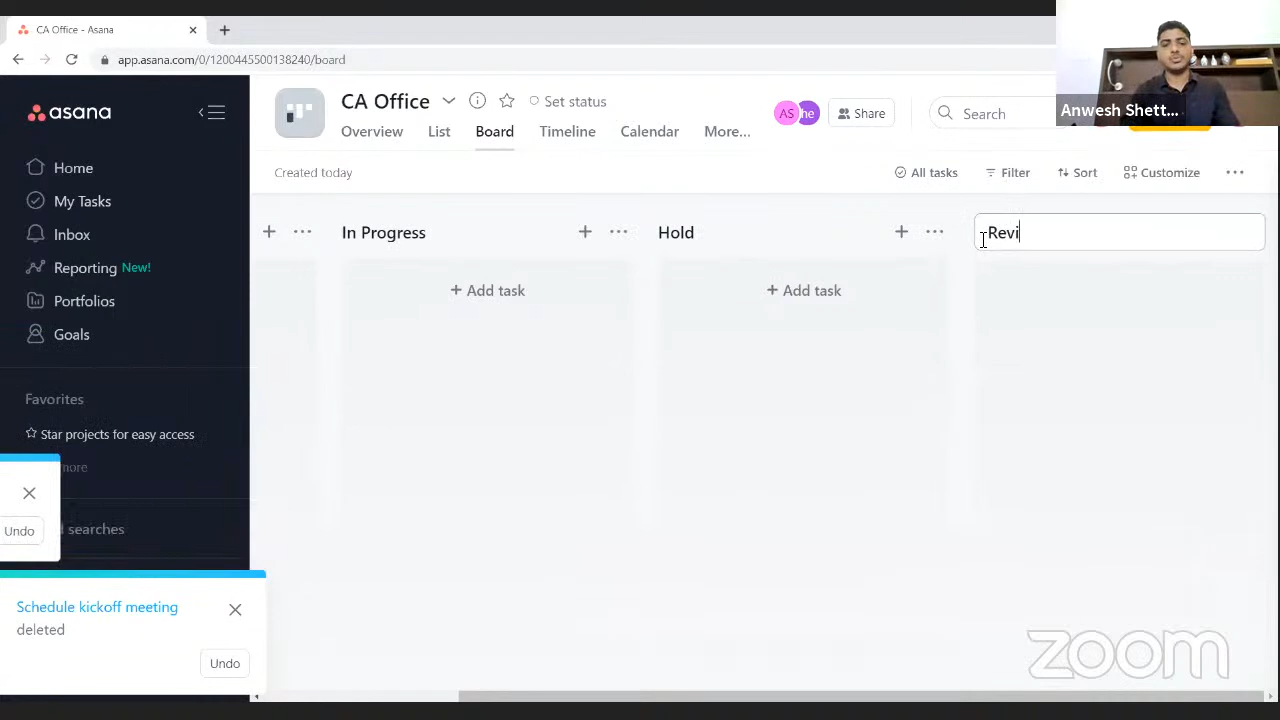 CA Office - Asana
app.asana.com/0/1200445500138240/board
Anwesh Shett...
asana
Home
My Tasks
Inbox
Reporting New!
Portfolios
Goals
Favorites
Star projects for easy access
more
searches
Undo
Schedule kickoff meeting
deleted
Undo
CA Office
Set status
AS
he
Share
Search
Overview
List
Board
Timeline
Calendar
More...
Created today
All tasks
Filter
Sort
Customize
In Progress
Hold
Revi
+ Add task
+ Add task
zoom